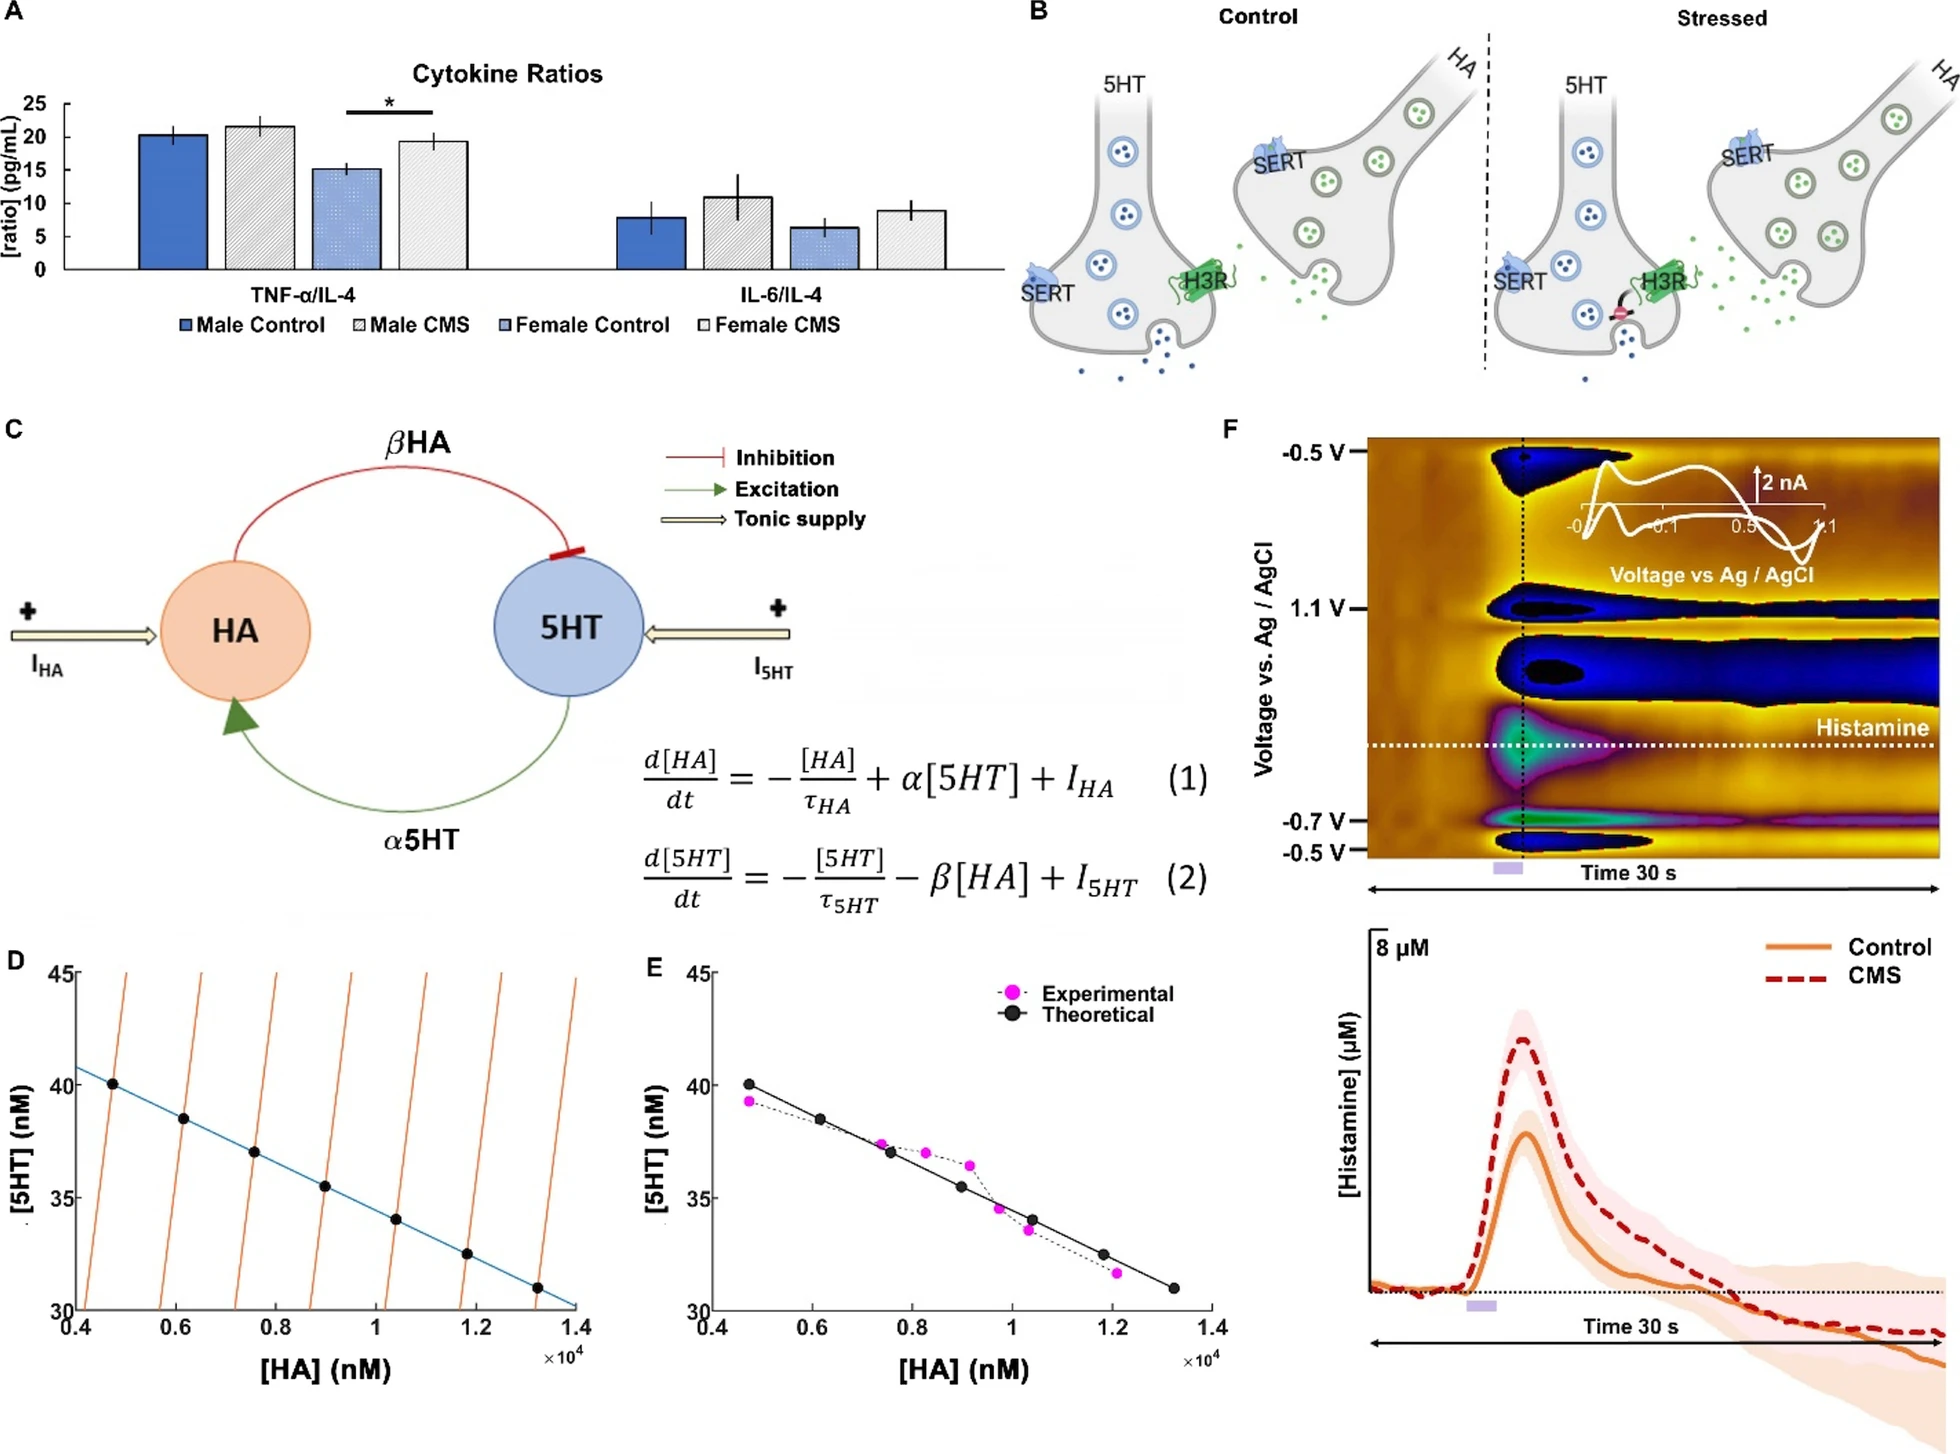 A
Cytokine Ratios
[ratio] (pg/mL)
25
20
15
10
5
0
*
TNF-α/IL-4
IL-6/IL-4
Male Control
Male CMS
Female Control
Female CMS
B
Control
Stressed
5HT
HA
SERT
SERT
H3R
5HT
HA
SERT
SERT
H3R
C
βHA
Inhibition
Excitation
Tonic supply
HA
5HT
+
I_HA
+
I_5HT
α5HT
d[HA]/dt = − [HA]/τ_HA + α[5HT] + I_HA (1)
d[5HT]/dt = − [5HT]/τ_5HT − β[HA] + I_5HT (2)
D
[5HT] (nM)
45
40
35
30
0.4 0.6 0.8 1 1.2 1.4
×10⁴
[HA] (nM)
E
[5HT] (nM)
45
40
35
30
Experimental
Theoretical
0.4 0.6 0.8 1 1.2 1.4
×10⁴
[HA] (nM)
F
Voltage vs. Ag / AgCl
-0.5 V
1.1 V
-0.7 V
-0.5 V
2 nA
0.5
1.1
Voltage vs Ag / AgCl
Histamine
Time 30 s
8 µM
Control
CMS
[Histamine] (µM)
Time 30 s